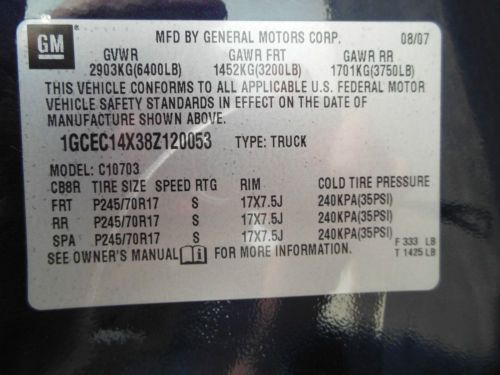 GM
MFD BY GENERAL MOTORS CORP. 08/07
GVWR GAWR FRT GAWR RR
2903KG(6400LB) 1452KG(3200LB) 1701KG(3750LB)
THIS VEHICLE CONFORMS TO ALL APPLICABLE U.S. FEDERAL MOTOR
VEHICLE SAFETY STANDARDS IN EFFECT ON THE DATE OF
MANUFACTURE SHOWN ABOVE.
1GCEC14X38Z120053 TYPE: TRUCK
MODEL: C10703
CB8R TIRE SIZE SPEED RTG RIM COLD TIRE PRESSURE
FRT P245/70R17 S 17X7.5J 240KPA(35PSI)
RR P245/70R17 S 17X7.5J 240KPA(35PSI)
SPA P245/70R17 S 17X7.5J 240KPA(35PSI)
SEE OWNER'S MANUAL FOR MORE INFORMATION. F 333 LB
T 1425 LB